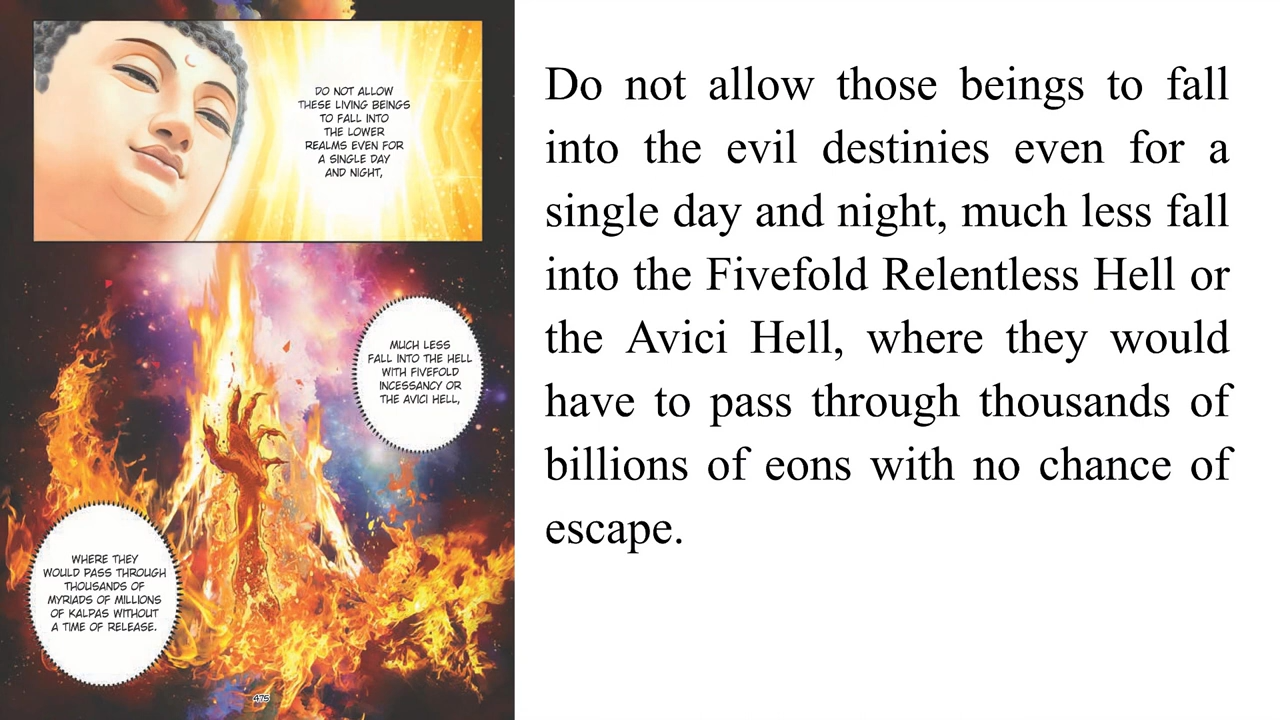 DO NOT ALLOW
THESE LIVING BEINGS
TO FALL INTO
THE LOWER
REALMS EVEN FOR
A SINGLE DAY
AND NIGHT,
MUCH LESS
FALL INTO THE HELL
WITH FIVEFOLD
INCESSANCY OR
THE AVICI HELL,
WHERE THEY
WOULD PASS THROUGH
THOUSANDS OF
MYRIADS OF MILLIONS
OF KALPAS WITHOUT
A TIME OF RELEASE.
475
Do not allow those beings to fall
into the evil destinies even for a
single day and night, much less fall
into the Fivefold Relentless Hell or
the Avici Hell, where they would
have to pass through thousands of
billions of eons with no chance of
escape.